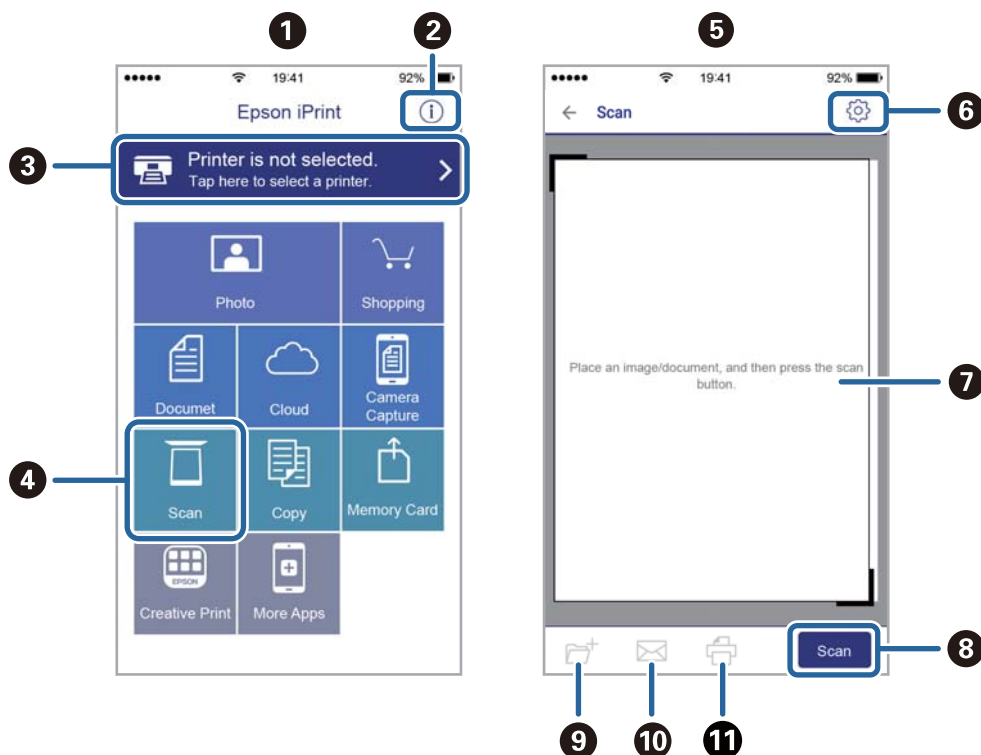 1
2
5
19:41
92%
Epson iPrint
i
3
Printer is not selected.
Tap here to select a printer.
Photo
Shopping
Documet
Cloud
Camera
Capture
4
Scan
Copy
Memory Card
EPSON
Creative Print
More Apps
19:41
92%
Scan
6
Place an image/document, and then press the scan
button.
7
Scan
8
9
10
11